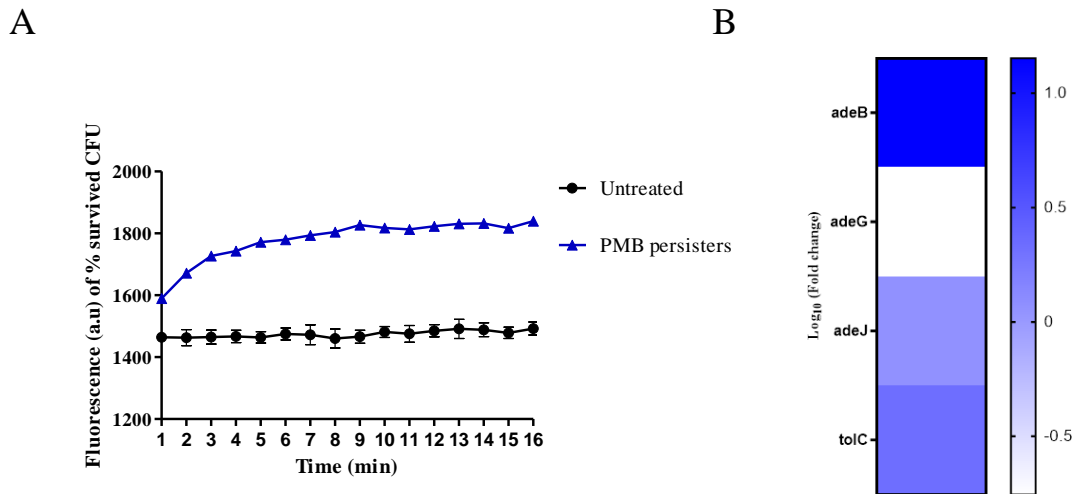 A
B
Fluorescence (a.u) of % survived CFU
2000
1800
1600
1400
1200
1 2 3 4 5 6 7 8 9 10 11 12 13 14 15 16
Time (min)
Untreated
PMB persisters
Log₁₀ (Fold change)
adeB
adeG
adeJ
tolC
1.0
0.5
0
-0.5